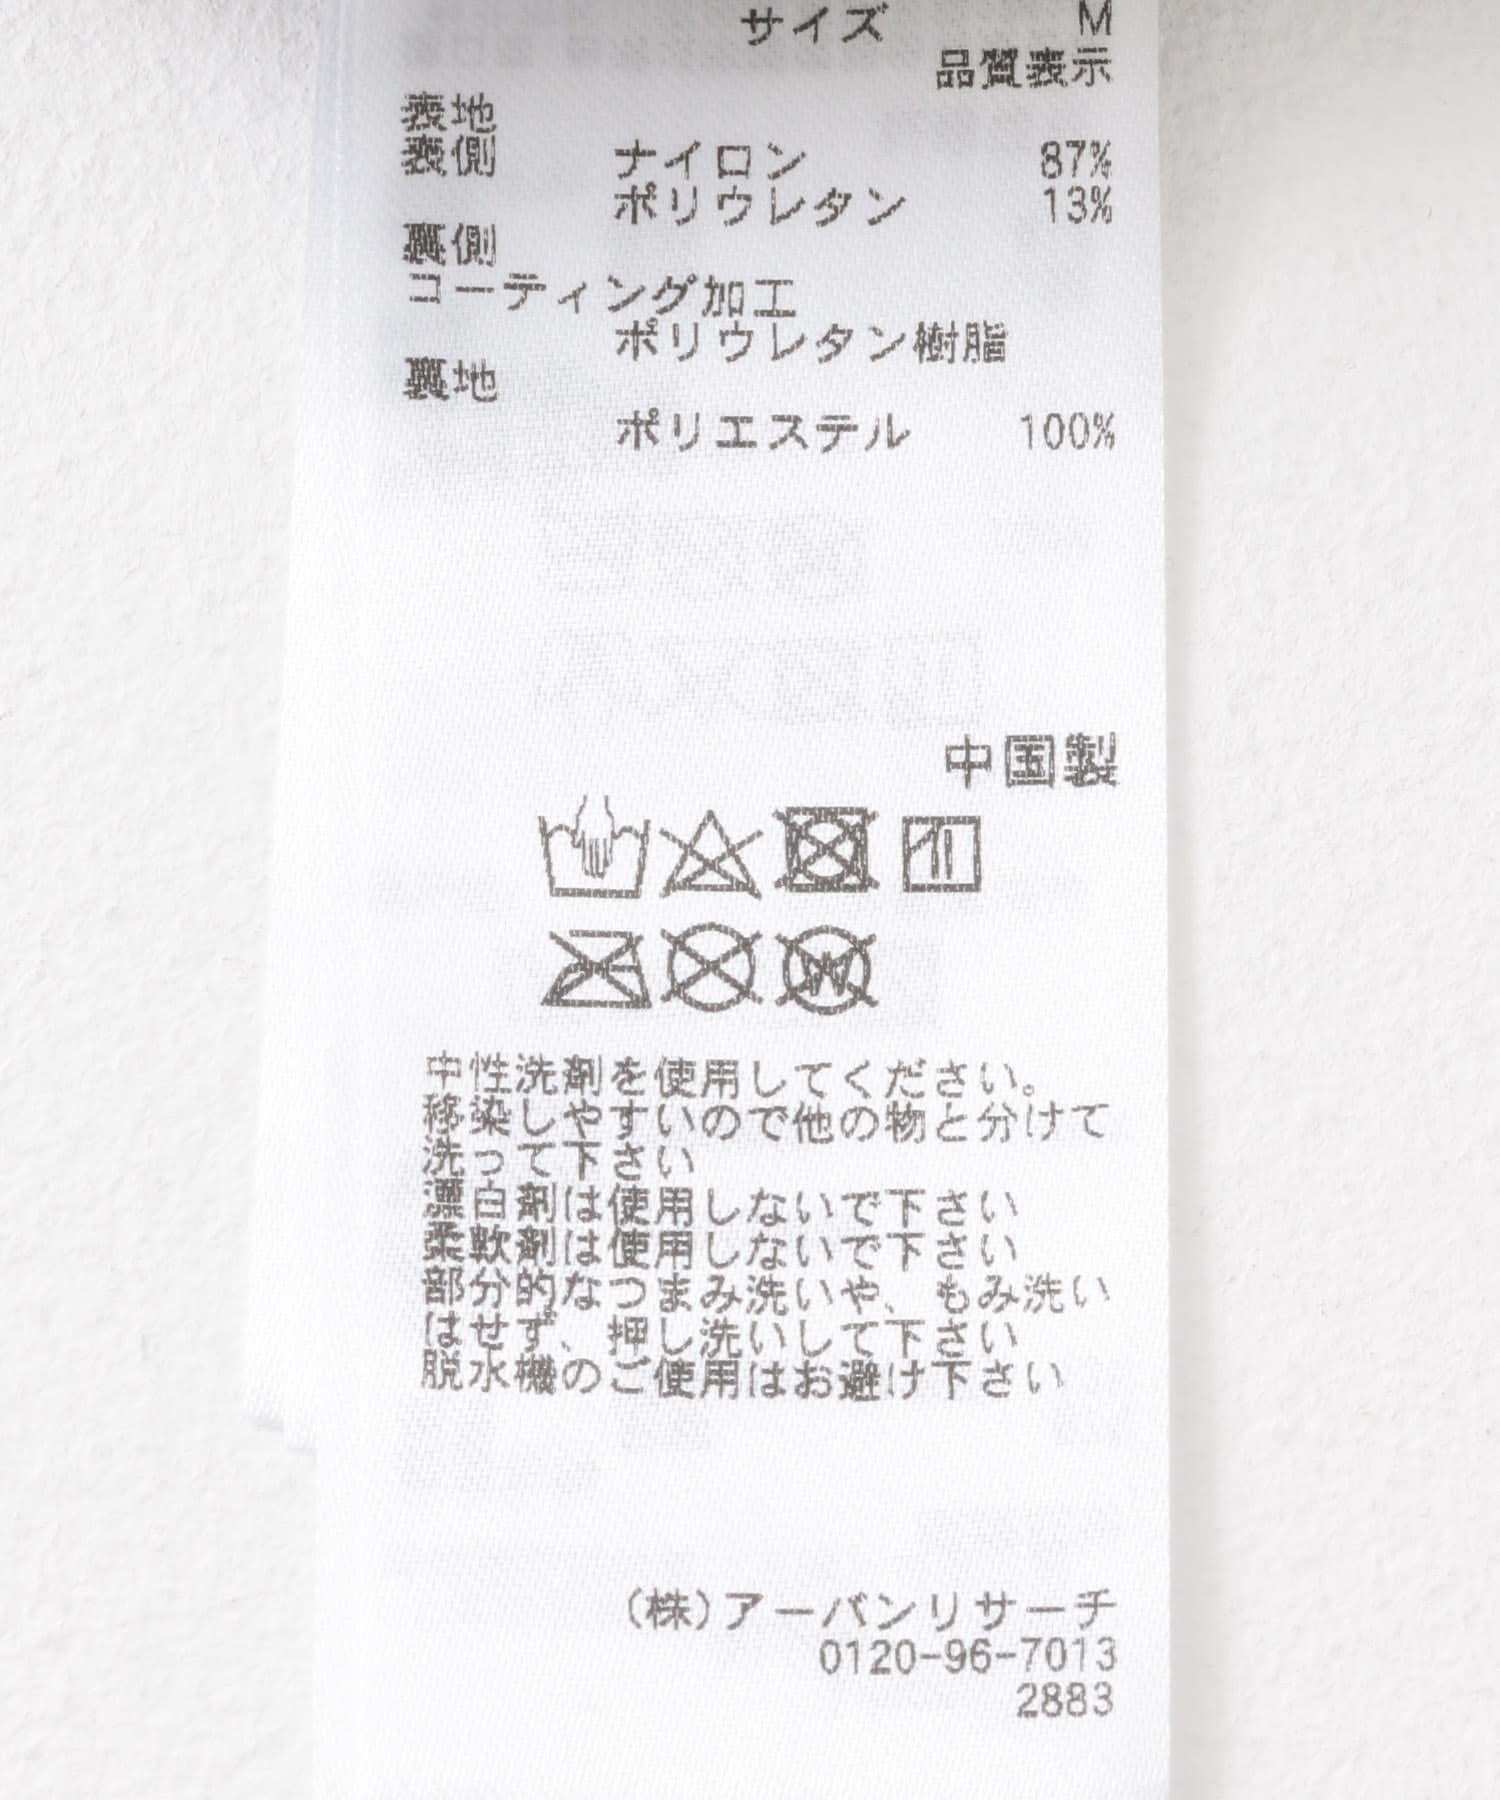 サイズ M
品質表示
表地
表側 ナイロン 87%
ポリウレタン 13%
裏側
コーティング加工
ポリウレタン樹脂
裏地
ポリエステル 100%
中国製
中性洗剤を使用してください。
移染しやすいので他の物と分けて
洗って下さい
漂白剤は使用しないで下さい
柔軟剤は使用しないで下さい
部分的なつまみ洗いや、もみ洗い
はせず、押し洗いして下さい
脱水機のご使用はお避け下さい
(株)アーバンリサーチ
0120-96-7013
2883